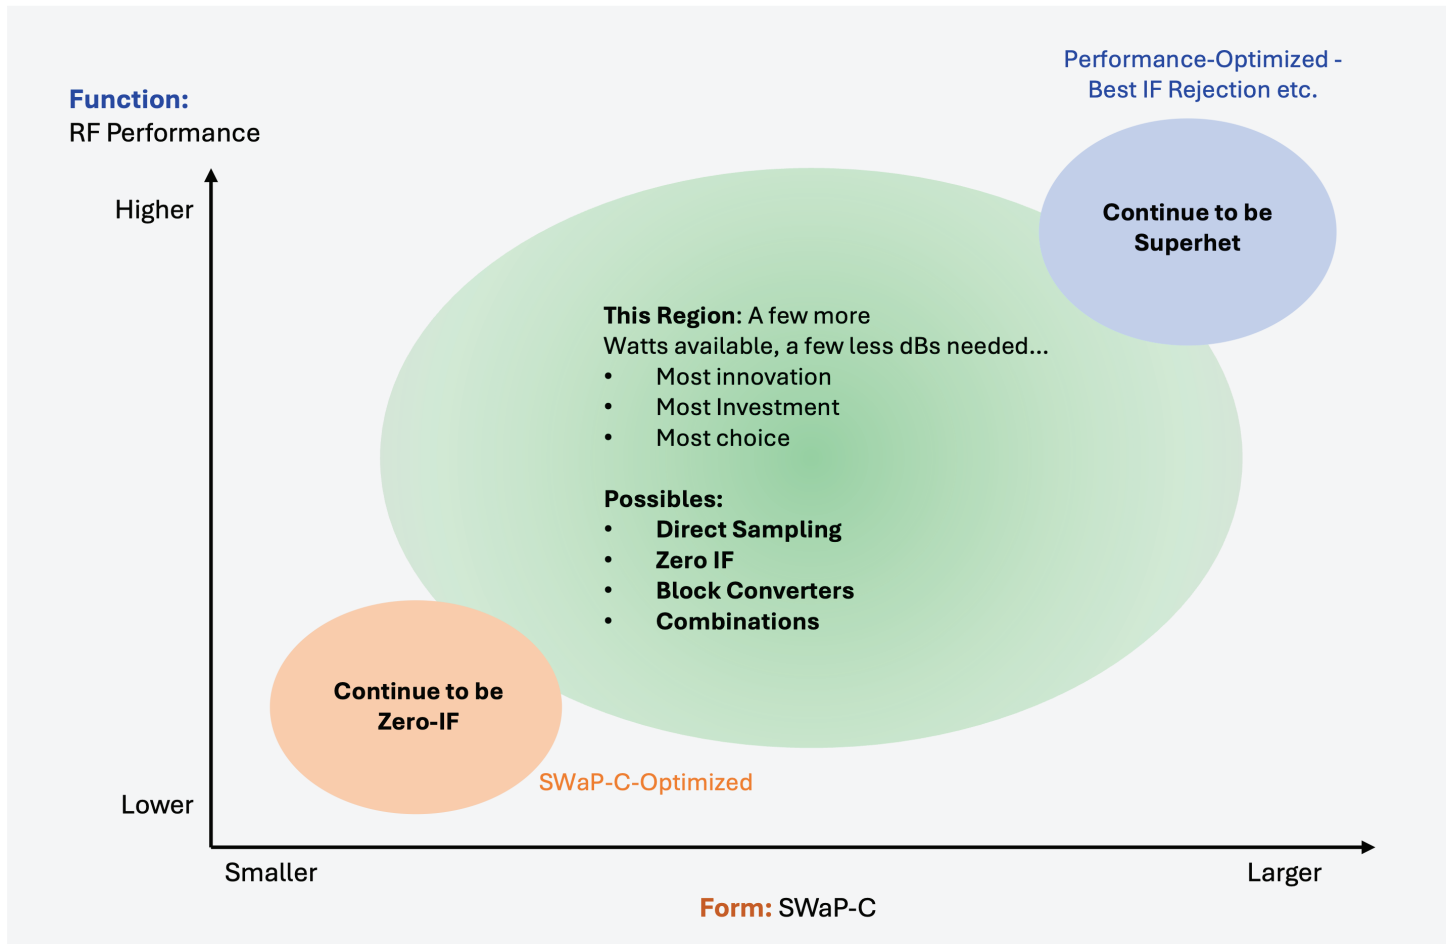 Performance-Optimized -
Best IF Rejection etc.
Function:
RF Performance
Higher
Continue to be
Superhet
This Region: A few more
Watts available, a few less dBs needed...
• Most innovation
• Most Investment
• Most choice
Possibles:
• Direct Sampling
• Zero IF
• Block Converters
• Combinations
Continue to be
Zero-IF
SWaP-C-Optimized
Lower
Smaller
Larger
Form: SWaP-C